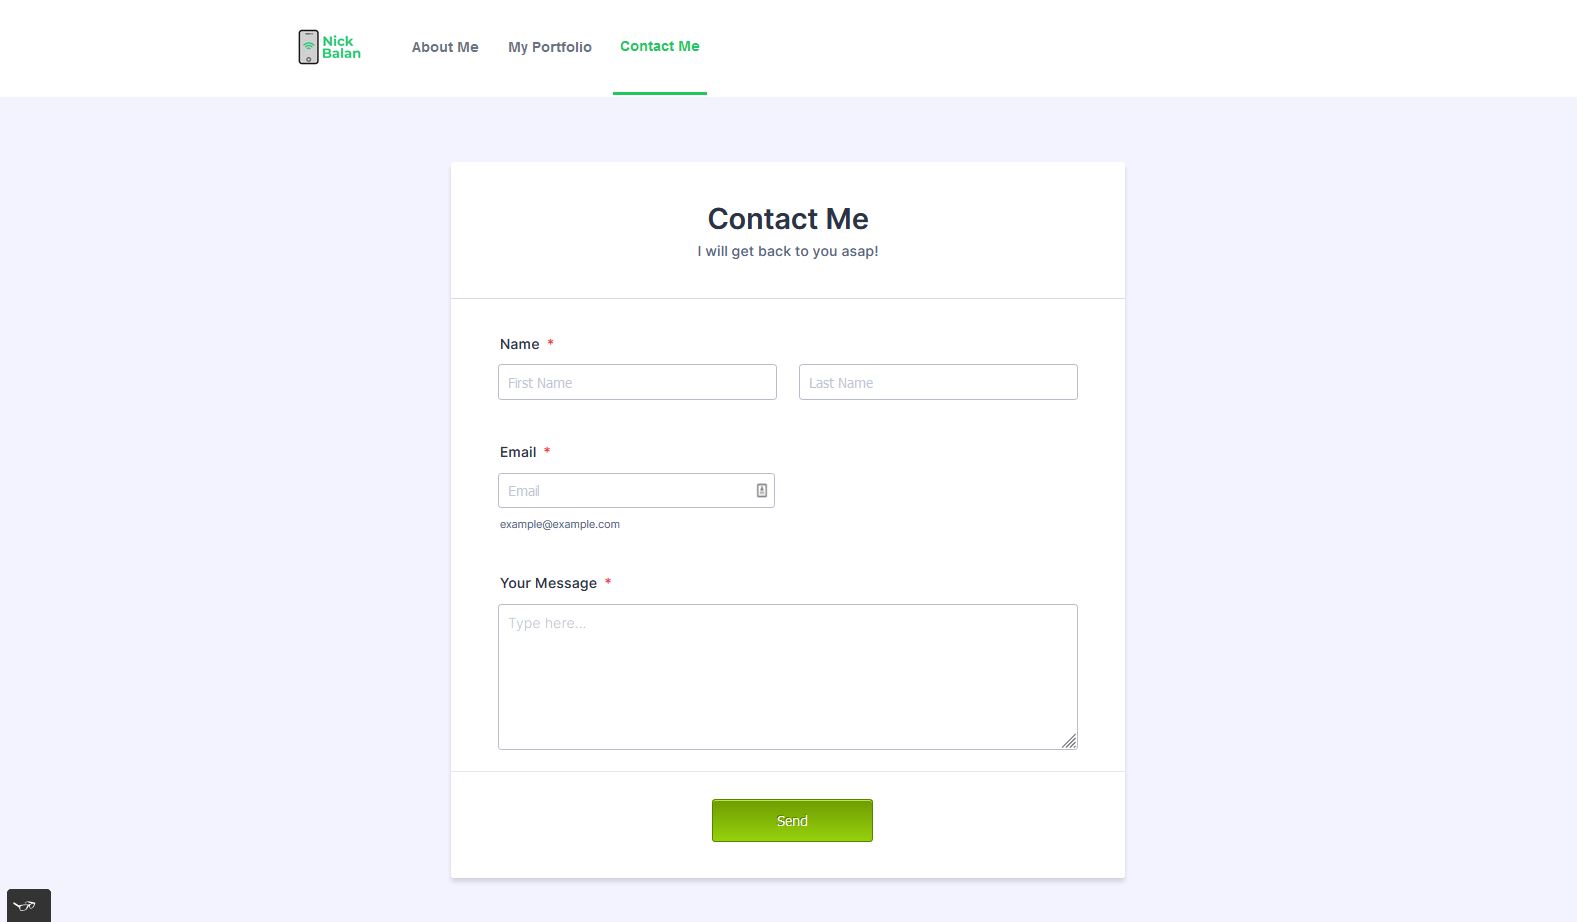 Nick
Balan
About Me
My Portfolio
Contact Me
Contact Me
I will get back to you asap!
Name *
First Name
Last Name
Email *
Email
example@example.com
Your Message *
Type here...
Send